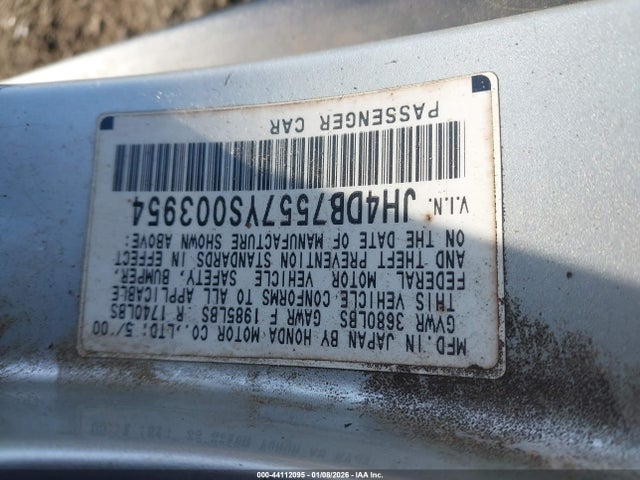 MFD. IN JAPAN BY HONDA MOTOR CO., LTD; 5/00
GVWR 3680LBS GAWR F 1985LBS R 1740LBS
THIS VEHICLE CONFORMS TO ALL APPLICABLE
FEDERAL MOTOR VEHICLE SAFETY, BUMPER,
AND THEFT PREVENTION STANDARDS IN EFFECT
ON THE DATE OF MANUFACTURE SHOWN ABOVE:
V.I.N. JH4DB7557YS003954
PASSENGER CAR
000-44112095 - 01/08/2026 - IAA Inc.